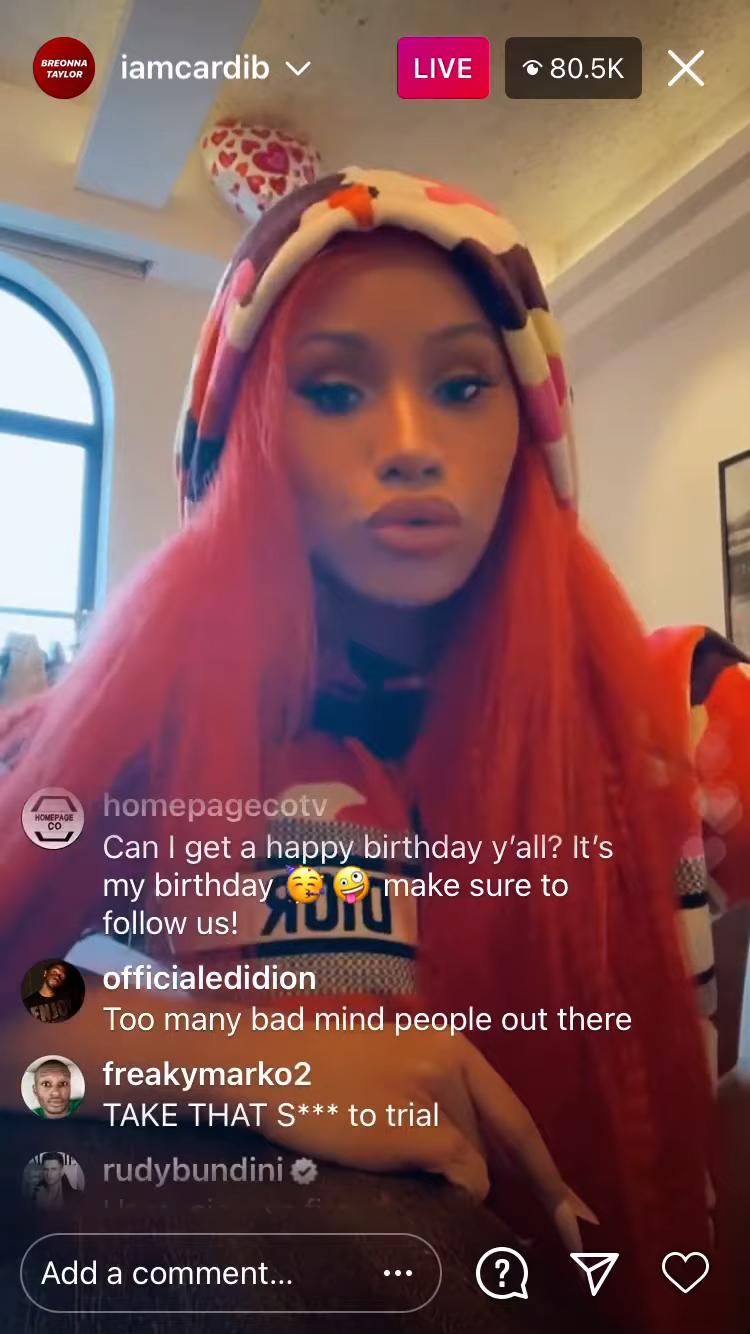 BREONNA
TAYLOR
iamcardib
LIVE
80.5K
homepagecotv
HOMEPAGE
CO
Can I get a happy birthday y’all? It’s
my birthday 🥳 🤪 make sure to
follow us!
DIOR
officialedidion
Too many bad mind people out there
freakymarko2
TAKE THAT S*** to trial
rudybundini
Add a comment...